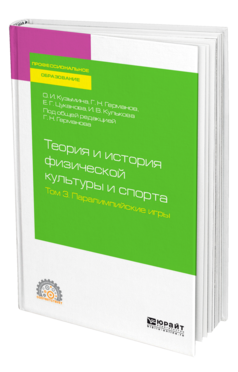 ПРОФЕССИОНАЛЬНОЕ
ОБРАЗОВАНИЕ
О. И. Кузьмина, Г. Н. Германов,
Е. Г. Цуканова, И. В. Кулькова
Под общей редакцией
Г. Н. Германова
Теория и история
физической
культуры и спорта
Том 3. Паралимпийские игры
юрайт